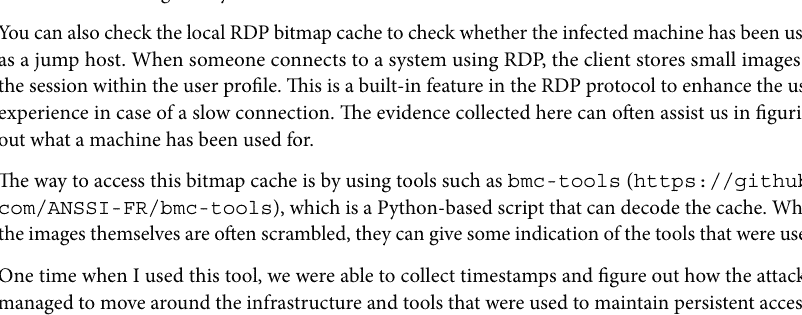 You can also check the local RDP bitmap cache to check whether the infected machine has been us
as a jump host. When someone connects to a system using RDP, the client stores small images
the session within the user profile. This is a built-in feature in the RDP protocol to enhance the us
experience in case of a slow connection. The evidence collected here can often assist us in figuri
out what a machine has been used for.
The way to access this bitmap cache is by using tools such as bmc-tools (https://github
com/ANSSI-FR/bmc-tools), which is a Python-based script that can decode the cache. Wh
the images themselves are often scrambled, they can give some indication of the tools that were use
One time when I used this tool, we were able to collect timestamps and figure out how the attack
managed to move around the infrastructure and tools that were used to maintain persistent acces